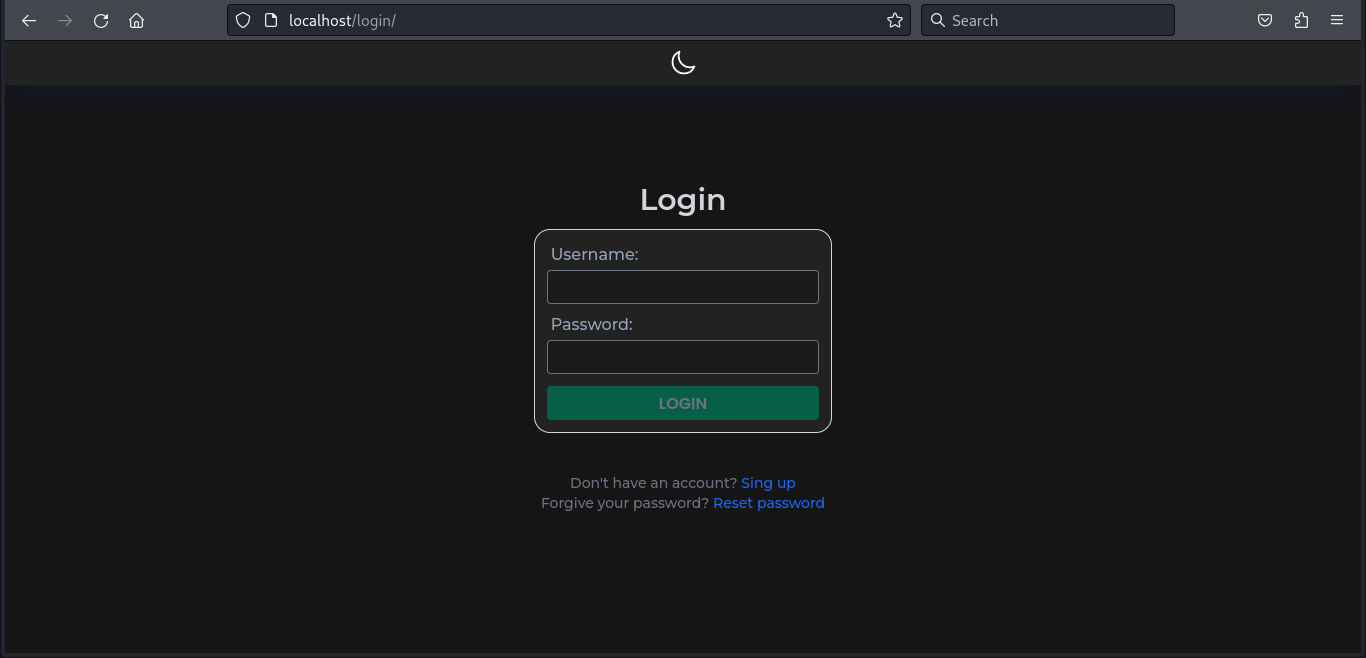 localhost/login/
Search
Login
Username:
Password:
LOGIN
Don't have an account? Sing up
Forgive your password? Reset password